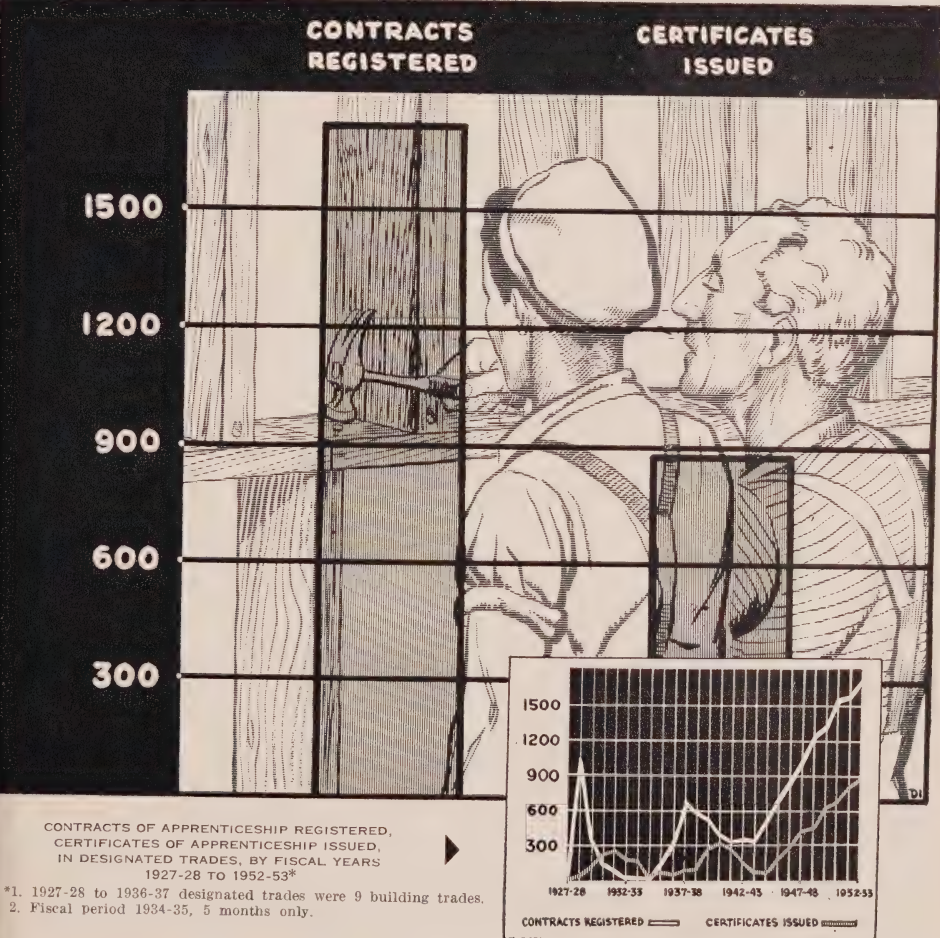 CONTRACTS
REGISTERED
CERTIFICATES
ISSUED
1500
1200
900
600
300
DI
1500
1200
900
600
300
1927-28 1932-33 1937-38 1942-43 1947-48 1952-53
CONTRACTS REGISTERED CERTIFICATES ISSUED
CONTRACTS OF APPRENTICESHIP REGISTERED,
CERTIFICATES OF APPRENTICESHIP ISSUED,
IN DESIGNATED TRADES, BY FISCAL YEARS
1927-28 TO 1952-53*
*1. 1927-28 to 1936-37 designated trades were 9 building trades.
2. Fiscal period 1934-35, 5 months only.